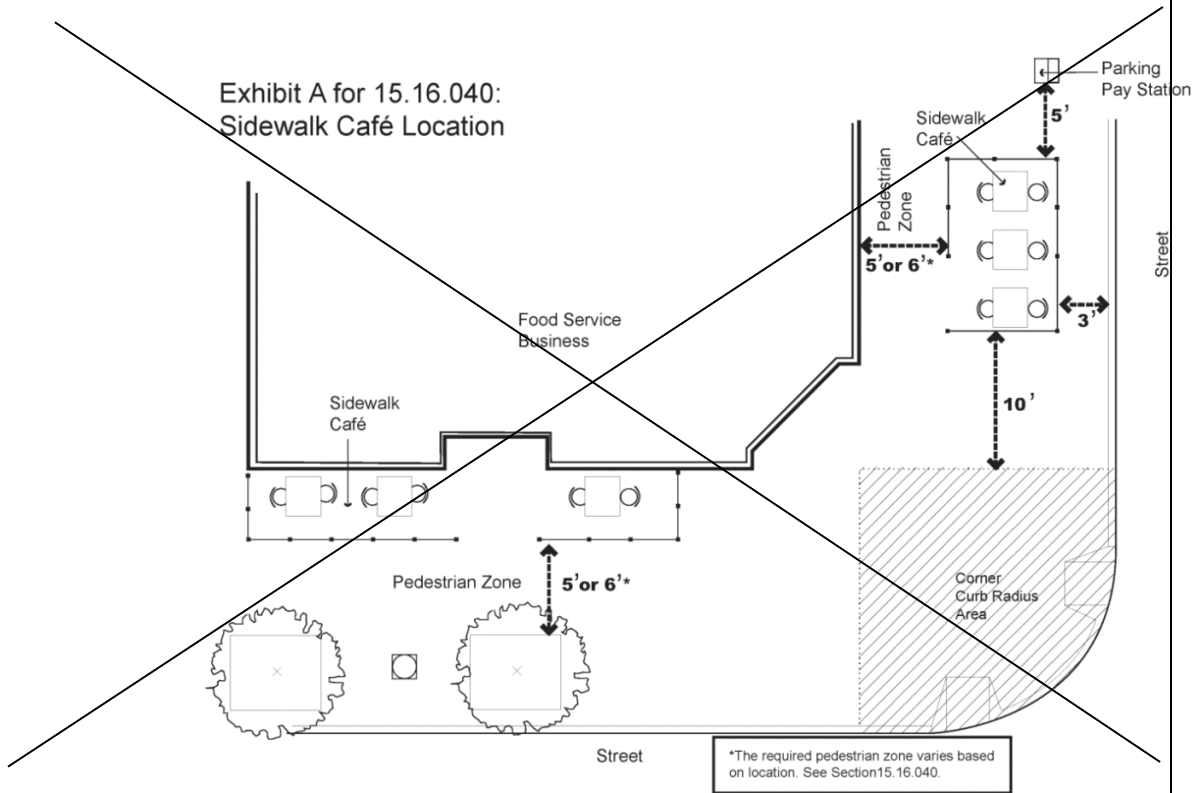 Exhibit A for 15.16.040:
Sidewalk Café Location
Parking
Pay Station
5'
Sidewalk
Café
Pedestrian
Zone
5'or 6'*
Street
3'
Food Service
Business
10'
Sidewalk
Café
Pedestrian Zone
5'or 6'*
Corner
Curb Radius
Area
Street
*The required pedestrian zone varies based
on location. See Section15.16.040.